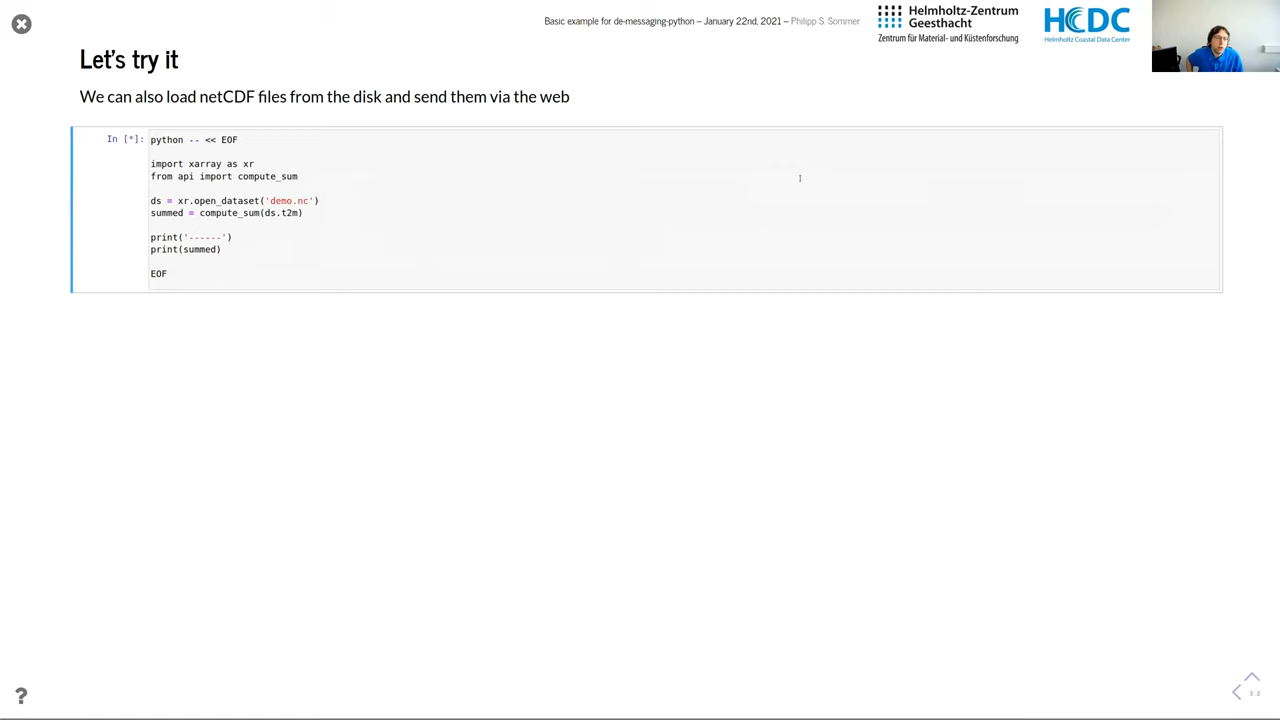 Basic example for de-messaging-python – January 22nd, 2021 – Philipp S. Sommer
Helmholtz-Zentrum
Geesthacht
Zentrum für Material- und Küstenforschung
HCDC
Helmholtz Coastal Data Center
Let's try it
We can also load netCDF files from the disk and send them via the web
In [*]:
python -- << EOF
import xarray as xr
from api import compute_sum
ds = xr.open_dataset('demo.nc')
summed = compute_sum(ds.t2m)
print('------')
print(summed)
EOF
?
3.2